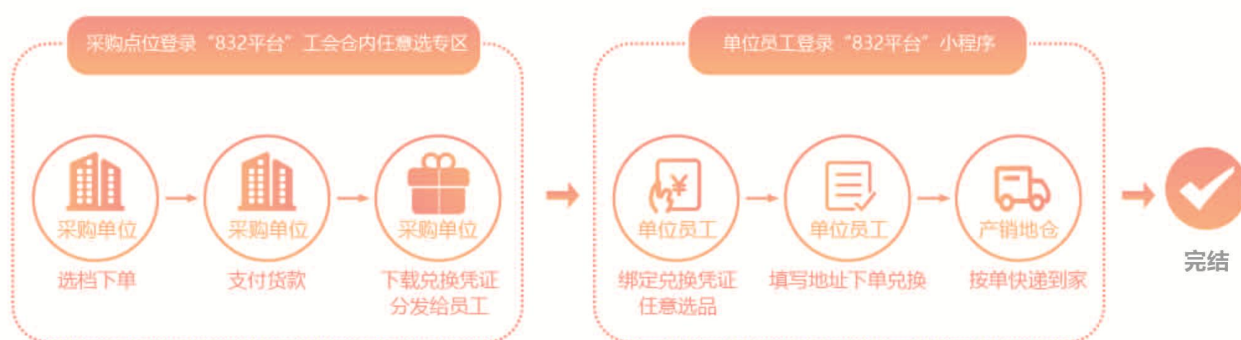 采购点位登录“832平台”工会仓内任意选专区
单位员工登录“832平台”小程序
采购单位
选档下单
采购单位
支付货款
采购单位
下载兑换凭证
分发给员工
¥
单位员工
绑定兑换凭证
任意选品
单位员工
填写地址下单兑换
产销地仓
按单快递到家
完结